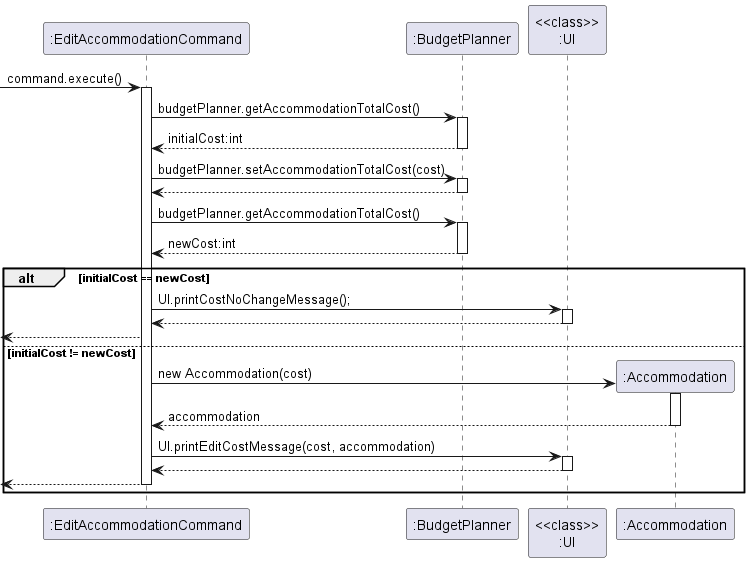 :EditAccommodationCommand
:BudgetPlanner
<<class>>
:UI
command.execute()
budgetPlanner.getAccommodationTotalCost()
initialCost:int
budgetPlanner.setAccommodationTotalCost(cost)
budgetPlanner.getAccommodationTotalCost()
newCost:int
alt [initialCost == newCost]
UI.printCostNoChangeMessage();
[initialCost != newCost]
new Accommodation(cost)
:Accommodation
accommodation
UI.printEditCostMessage(cost, accommodation)
:EditAccommodationCommand
:BudgetPlanner
<<class>>
:UI
:Accommodation